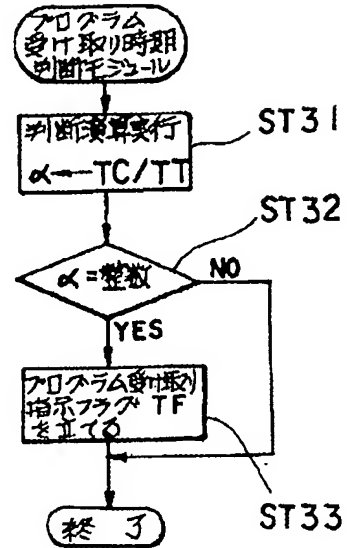 プログラム
受け取り時期
判断モジュール
判断演算実行
α←TC/TT
ST31
ST32
α=整数
NO
YES
プログラム受け取り
指示フラグ TF
を立てる
ST33
終了